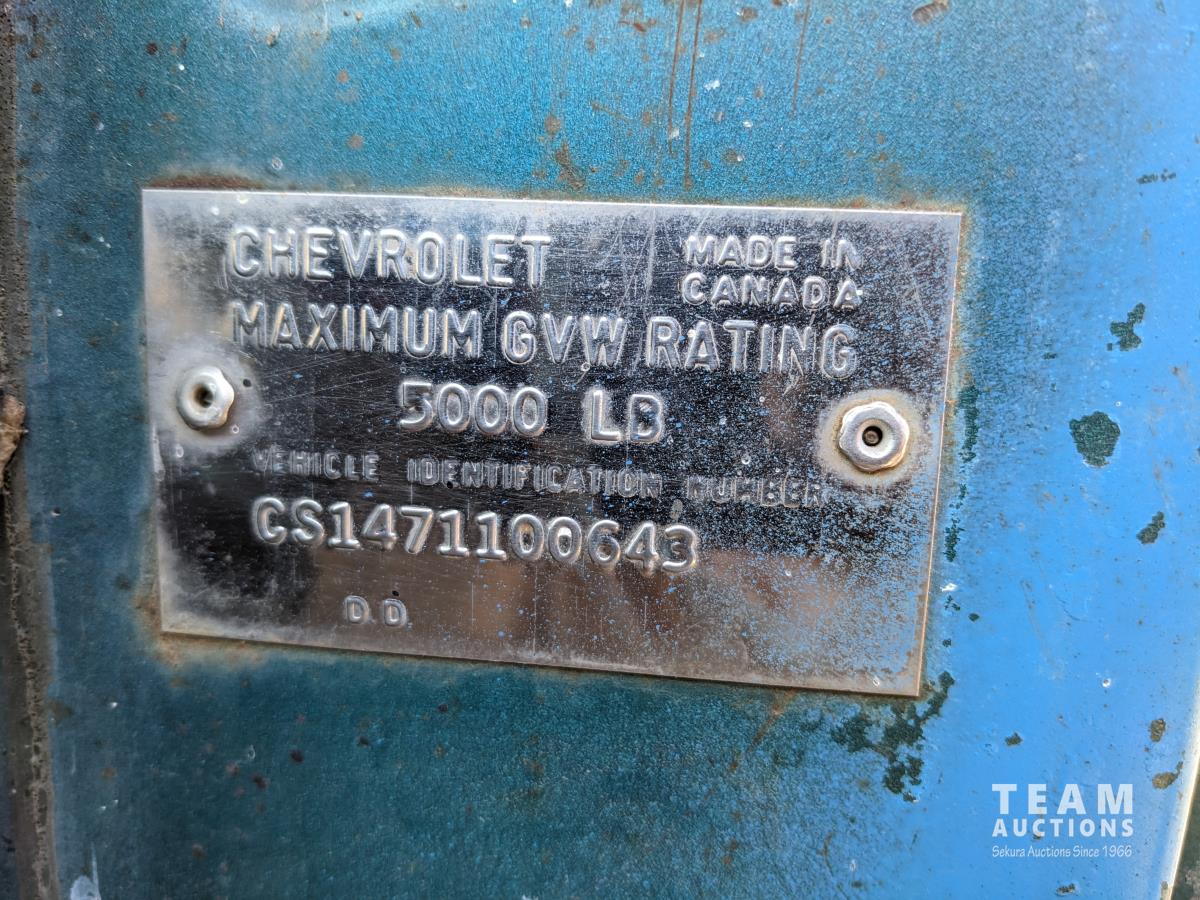 CHEVROLET
MADE IN
CANADA
MAXIMUM GVW RATING
5000 LB
VEHICLE IDENTIFICATION NUMBER
CS1471100643
D D
TEAM
AUCTIONS
Sekura Auctions Since 1966